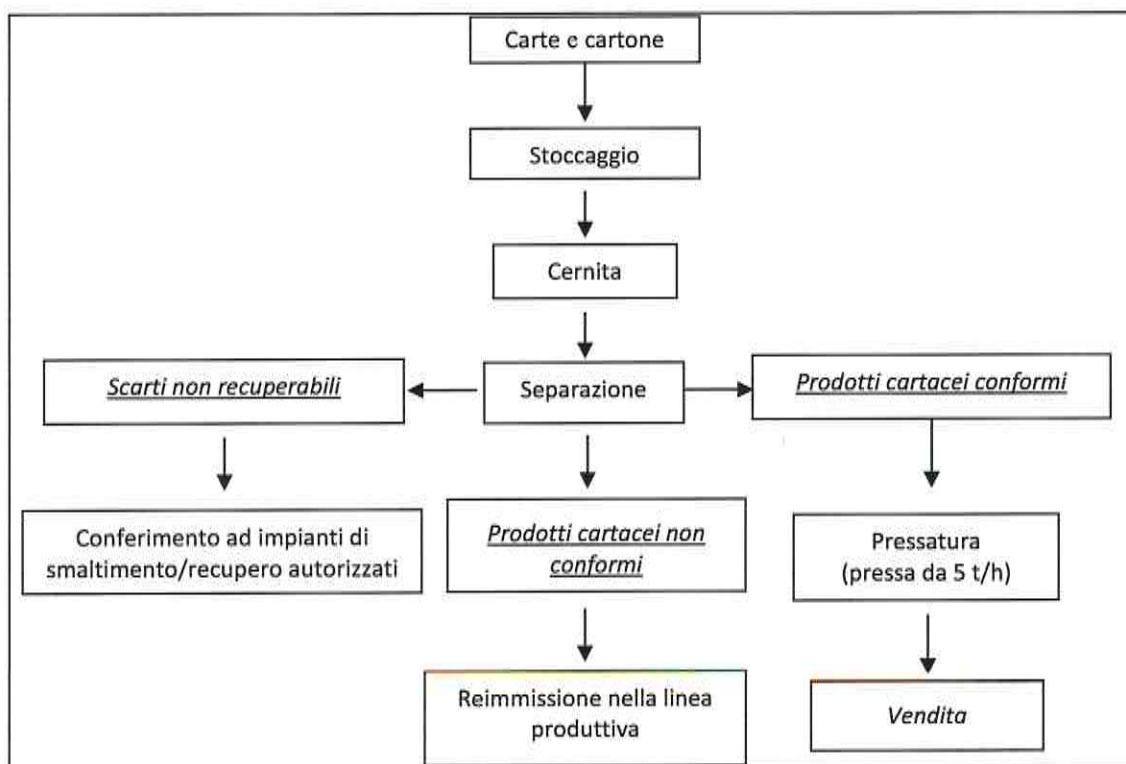 Carte e cartone
Stoccaggio
Cernita
Scarti non recuperabili
Separazione
Prodotti cartacei conformi
Conferimento ad impianti di
smaltimento/recupero autorizzati
Prodotti cartacei non
conformi
Pressatura
(pressa da 5 t/h)
Reimmissione nella linea
produttiva
Vendita